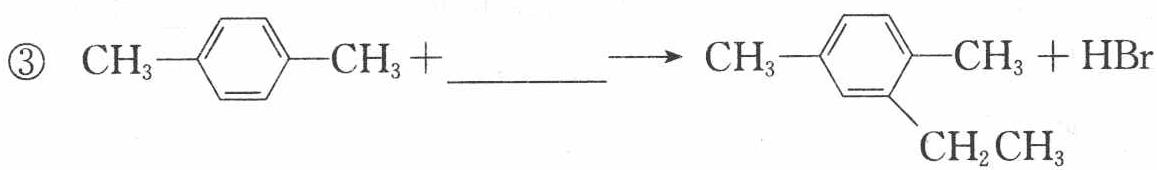 ③ CH₃ CH₃ + ______ ⟶ CH₃ CH₃ + HBr
CH₂CH₃